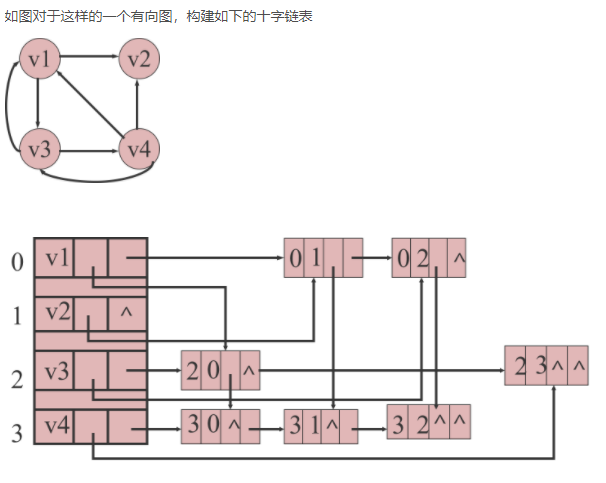 如图对于这样的一个有向图，构建如下的十字链表
v1 v2
v3 v4
0 v1 0 1 0 2 ^
1 v2 ^
2 v3 2 0 ^ 2 3 ^ ^
3 v4 3 0 ^ 3 1 ^ 3 2 ^ ^